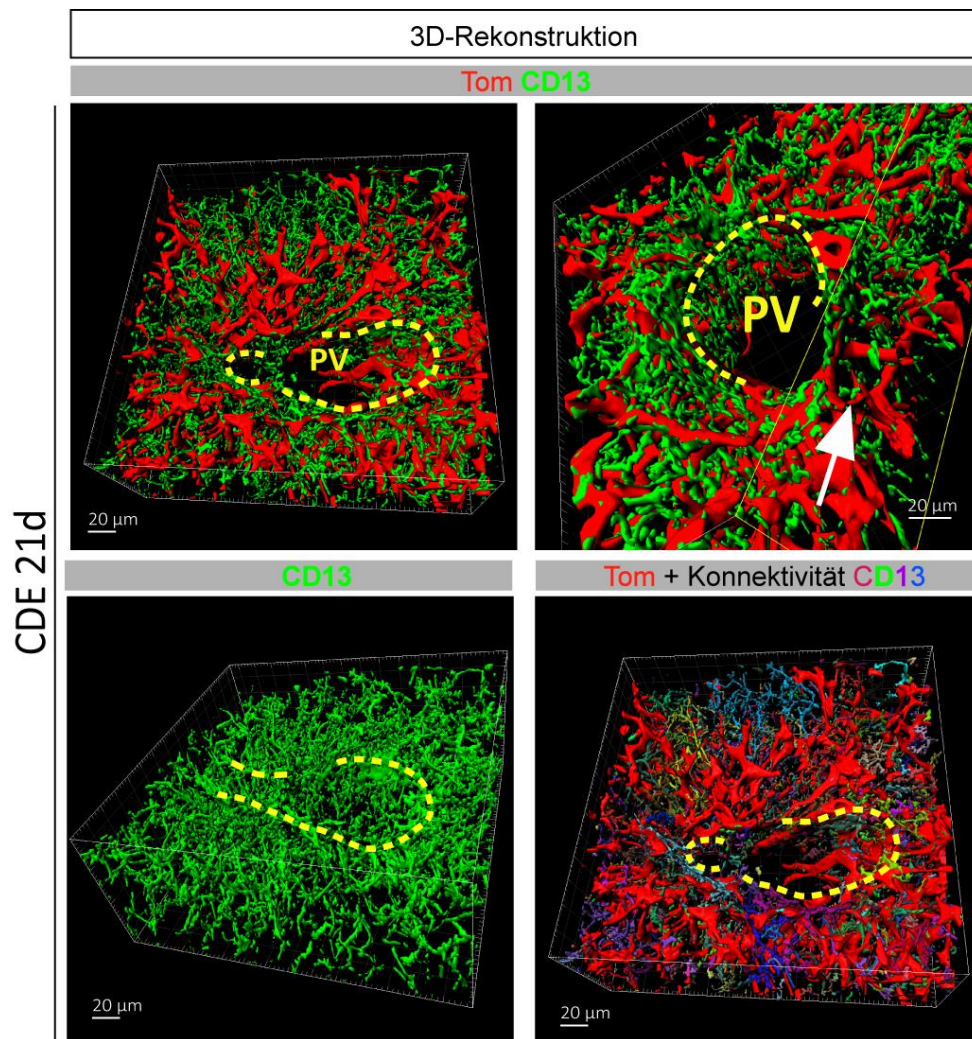 3D-Rekonstruktion
Tom CD13
CDE 21d
PV
20 µm
PV
20 µm
CD13
Tom + Konnektivität CD13
20 µm
20 µm